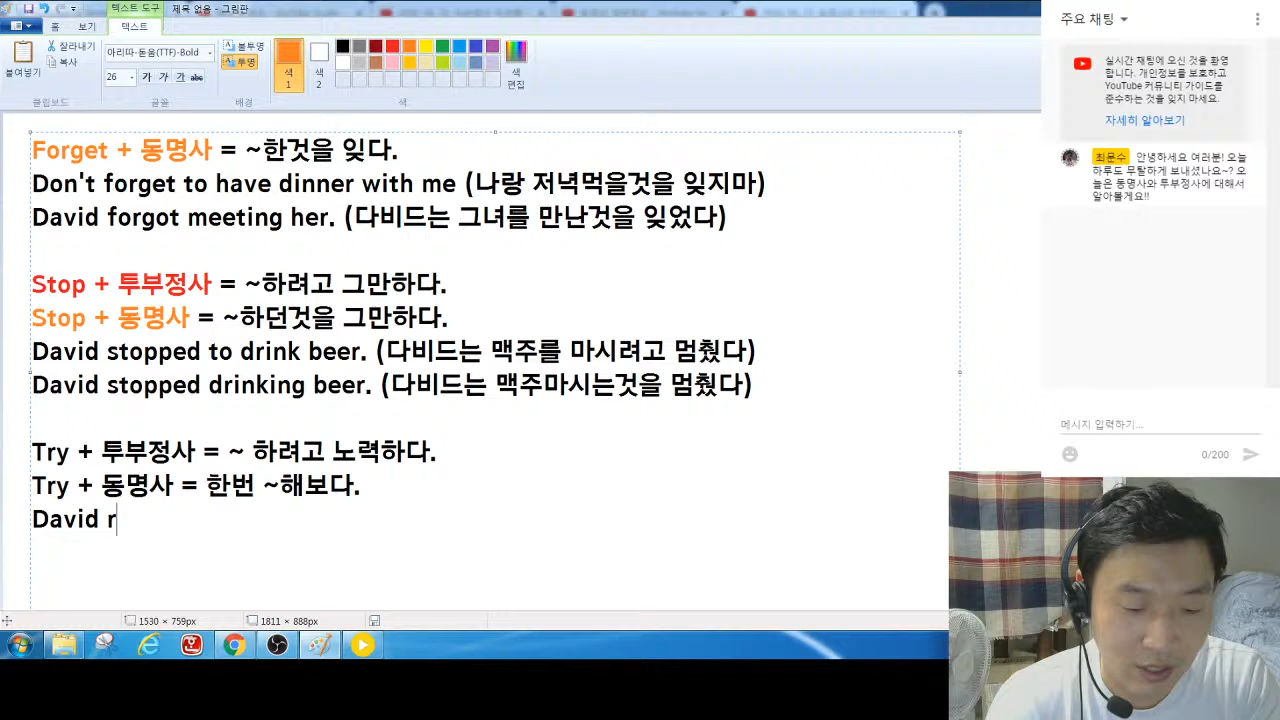 텍스트 도구
제목 없음 - 그림판
홈
보기
텍스트
붙여넣기
잘라내기
복사
클립보드
아리따-돋움(TTF)-Bold
26
가 가 가 abc
글꼴
불투명
투명
배경
색
1
색
2
색
편집
색
Forget + 동명사 = ~한것을 잊다.
Don't forget to have dinner with me (나랑 저녁먹을것을 잊지마)
David forgot meeting her. (다비드는 그녀를 만난것을 잊었다)
Stop + 투부정사 = ~하려고 그만하다.
Stop + 동명사 = ~하던것을 그만하다.
David stopped to drink beer. (다비드는 맥주를 마시려고 멈췄다)
David stopped drinking beer. (다비드는 맥주마시는것을 멈췄다)
Try + 투부정사 = ~ 하려고 노력하다.
Try + 동명사 = 한번 ~해보다.
David r
1530 × 759px
1811 × 888px
주요 채팅
실시간 채팅에 오신 것을 환영
합니다. 개인정보를 보호하고
YouTube 커뮤니티 가이드를
준수하는 것을 잊지 마세요.
자세히 알아보기
최문수 안녕하세요 여러분! 오늘
하루도 무탈하게 보내셨나요~? 오
늘은 동명사와 투부정사에 대해서
알아볼게요!!
메시지 입력하기...
0/200